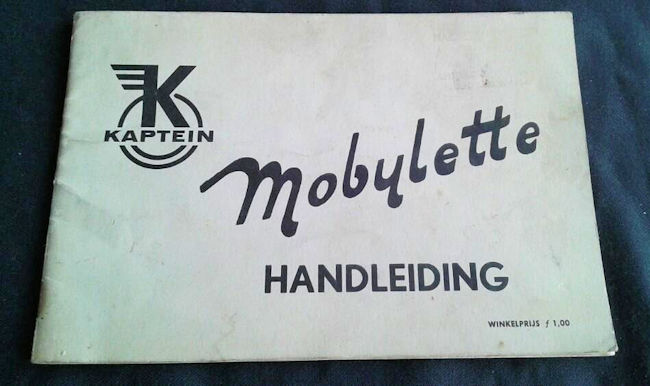 K
KAPTEIN
Mobylette
HANDLEIDING
WINKELPRIJS ƒ 1,00